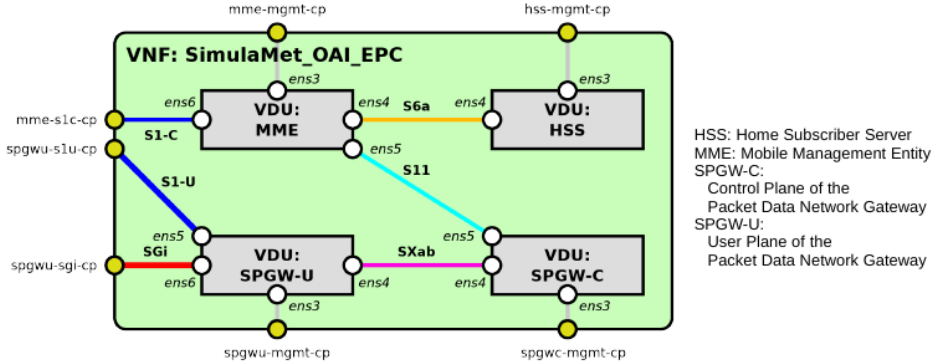 mme-mgmt-cp
hss-mgmt-cp
VNF: SimulaMet_OAI_EPC
ens3
ens3
ens6
VDU:
MME
ens4
S6a
ens4
VDU:
HSS
mme-s1c-cp
S1-C
spgwu-s1u-cp
ens5
S11
S1-U
ens5
ens5
SGi
VDU:
SPGW-U
SXab
VDU:
SPGW-C
spgwu-sgi-cp
ens6
ens4
ens4
ens3
ens3
spgwu-mgmt-cp
spgwc-mgmt-cp
HSS: Home Subscriber Server
MME: Mobile Management Entity
SPGW-C:
Control Plane of the
Packet Data Network Gateway
SPGW-U:
User Plane of the
Packet Data Network Gateway